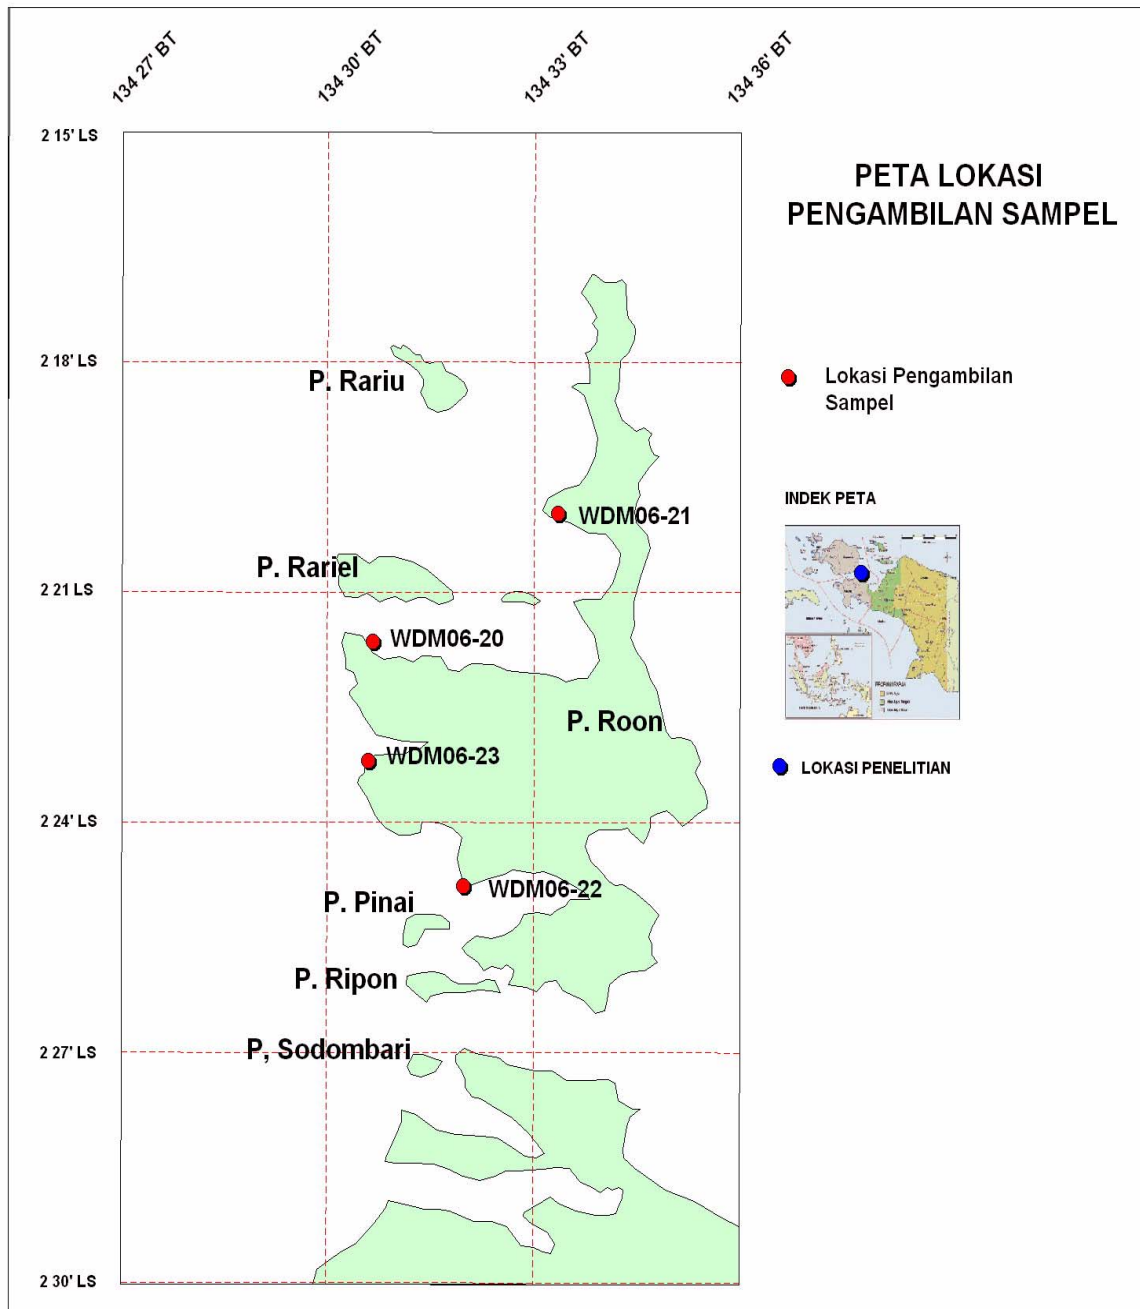 134 27' BT
134 30' BT
134 33' BT
134 36' BT
2 15' LS
PETA LOKASI
PENGAMBILAN SAMPEL
2 18' LS
P. Rariu
Lokasi Pengambilan
Sampel
INDEK PETA
WDM06-21
P. Rariel
2 21 LS
WDM06-20
P. Roon
WDM06-23
LOKASI PENELITIAN
2 24' LS
WDM06-22
P. Pinai
P. Ripon
P, Sodombari
2 27' LS
2 30' LS